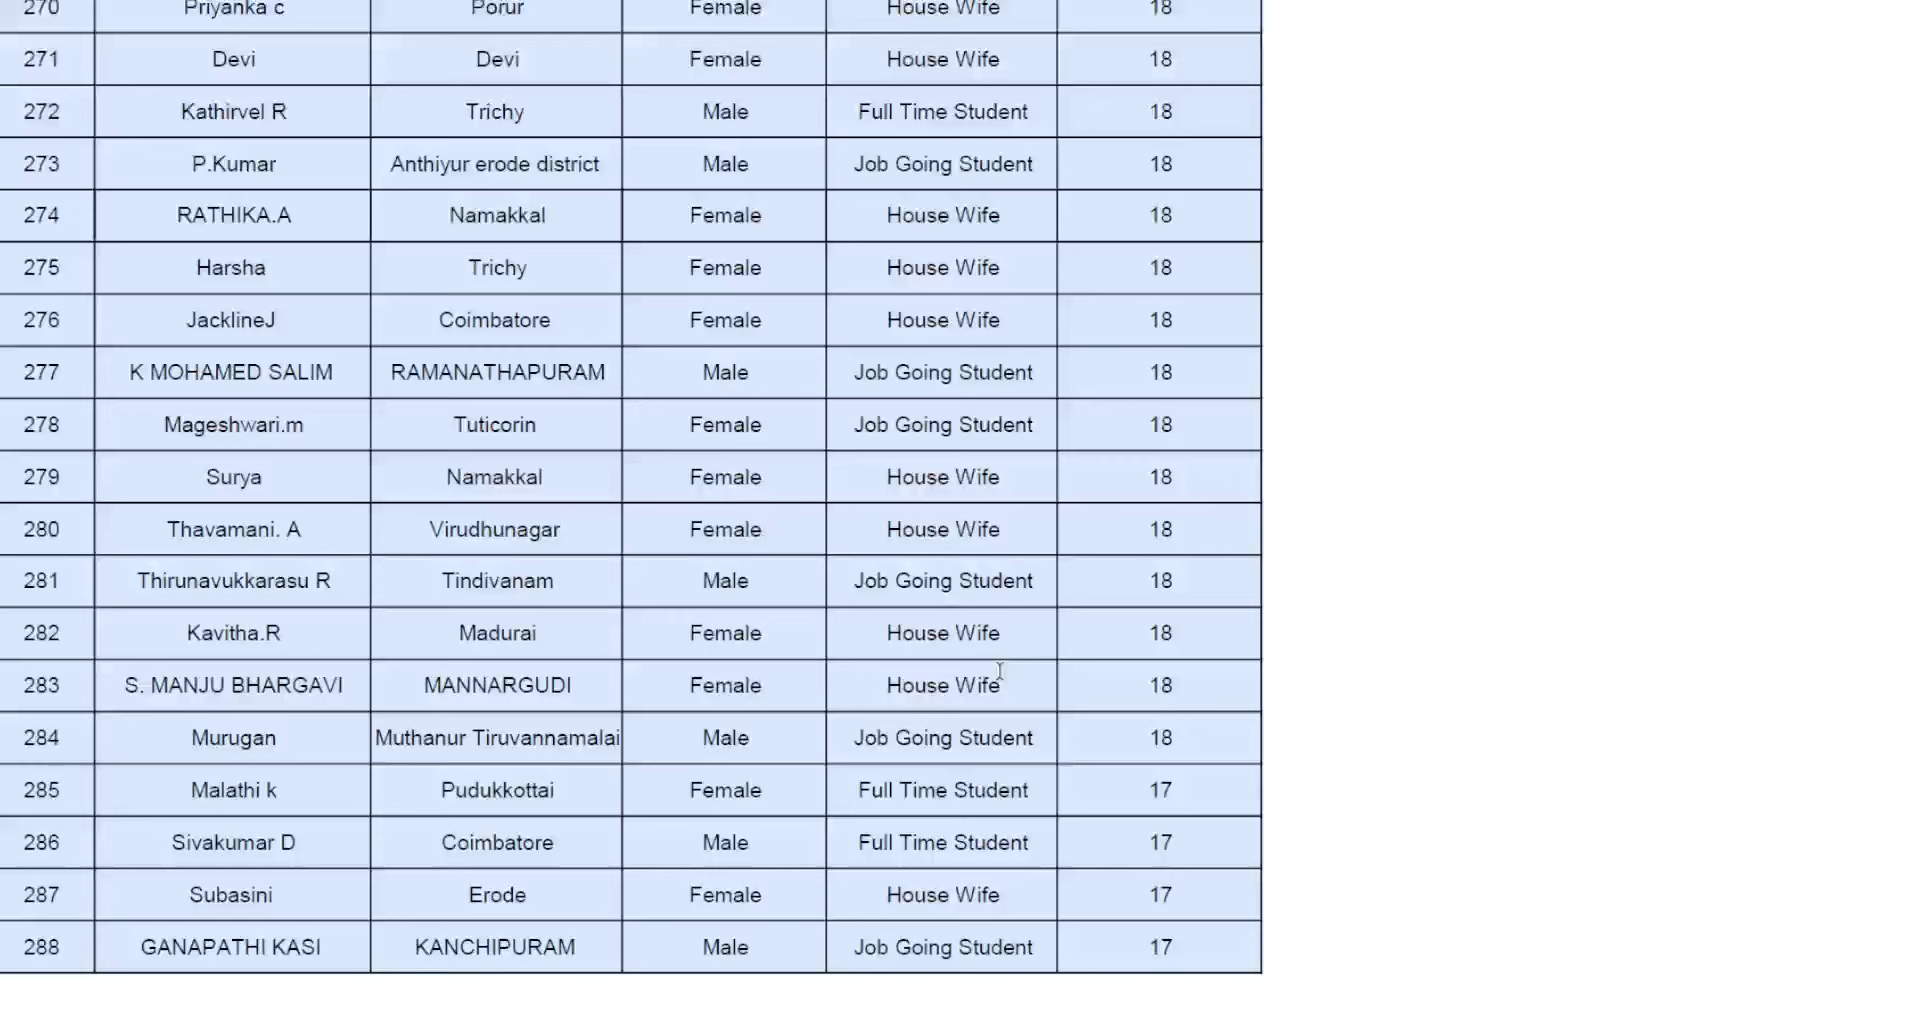 270 Priyanka c Porur Female House Wife 18
271 Devi Devi Female House Wife 18
272 Kathirvel R Trichy Male Full Time Student 18
273 P.Kumar Anthiyur erode district Male Job Going Student 18
274 RATHIKA.A Namakkal Female House Wife 18
275 Harsha Trichy Female House Wife 18
276 JacklineJ Coimbatore Female House Wife 18
277 K MOHAMED SALIM RAMANATHAPURAM Male Job Going Student 18
278 Mageshwari.m Tuticorin Female Job Going Student 18
279 Surya Namakkal Female House Wife 18
280 Thavamani. A Virudhunagar Female House Wife 18
281 Thirunavukkarasu R Tindivanam Male Job Going Student 18
282 Kavitha.R Madurai Female House Wife 18
283 S. MANJU BHARGAVI MANNARGUDI Female House Wife 18
284 Murugan Muthanur Tiruvannamalai Male Job Going Student 18
285 Malathi k Pudukkottai Female Full Time Student 17
286 Sivakumar D Coimbatore Male Full Time Student 17
287 Subasini Erode Female House Wife 17
288 GANAPATHI KASI KANCHIPURAM Male Job Going Student 17